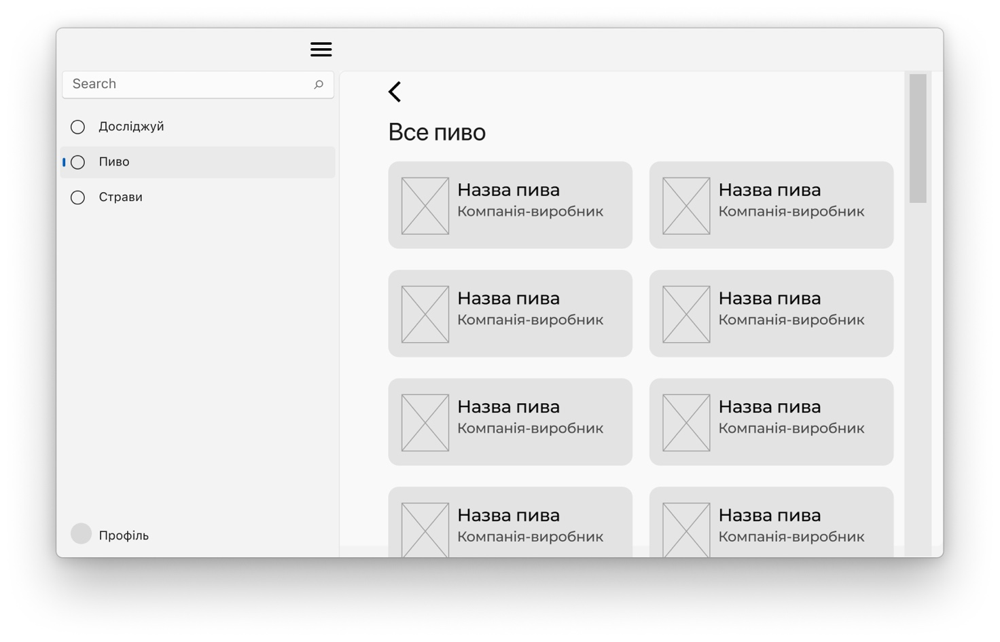 Search
Досліджуй
Пиво
Страви
Профіль
Все пиво
Назва пива
Компанія-виробник
Назва пива
Компанія-виробник
Назва пива
Компанія-виробник
Назва пива
Компанія-виробник
Назва пива
Компанія-виробник
Назва пива
Компанія-виробник
Назва пива
Компанія-виробник
Назва пива
Компанія-виробник